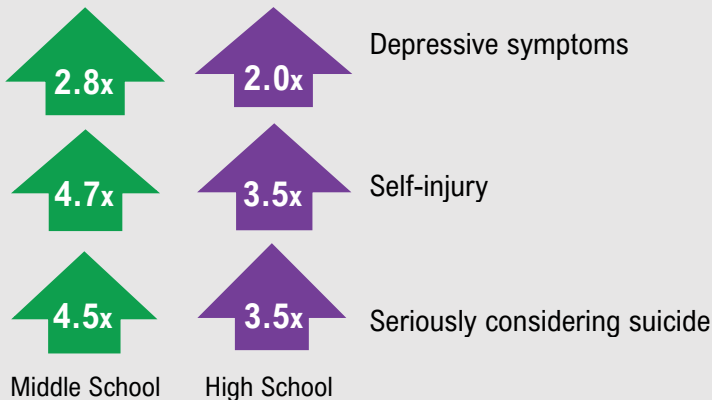 2.8x 2.0x Depressive symptoms
4.7x 3.5x Self-injury
4.5x 3.5x Seriously considering suicide
Middle School High School